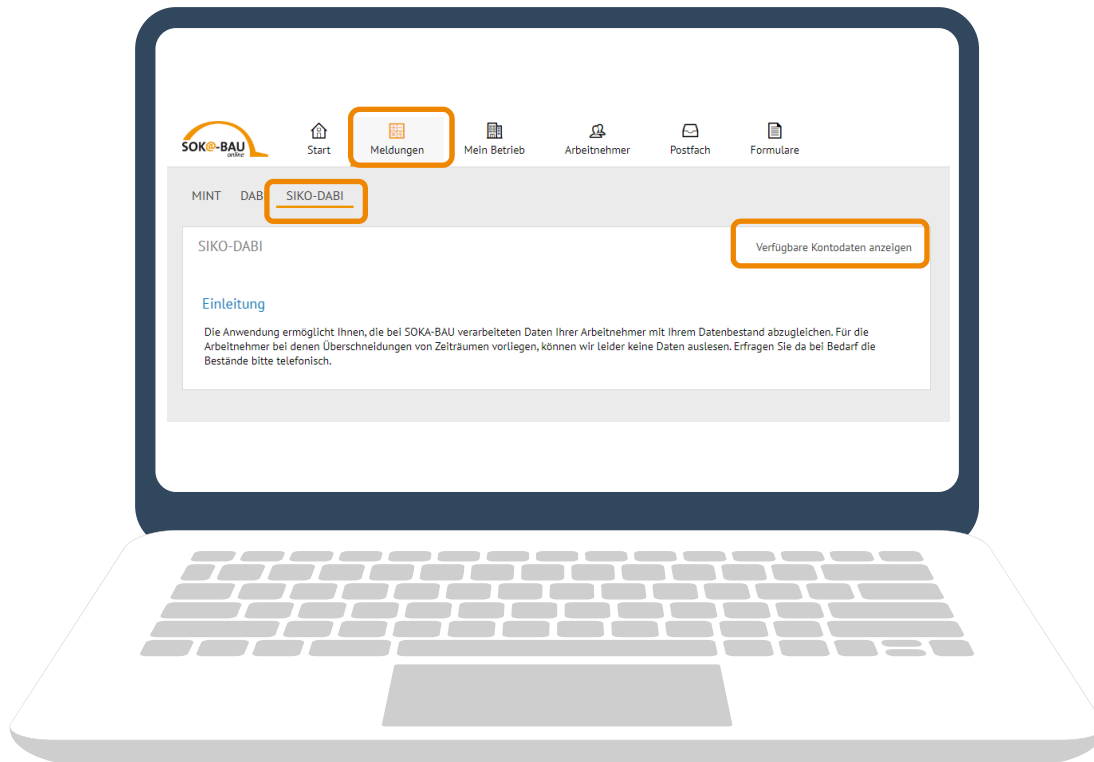 SOK@-BAU
online
Start
Meldungen
Mein Betrieb
Arbeitnehmer
Postfach
Formulare
MINT
DAB
SIKO-DABI
SIKO-DABI
Verfügbare Kontodaten anzeigen
Einleitung
Die Anwendung ermöglicht Ihnen, die bei SOKA-BAU verarbeiteten Daten Ihrer Arbeitnehmer mit Ihrem Datenbestand abzugleichen. Für die
Arbeitnehmer bei denen Überschneidungen von Zeiträumen vorliegen, können wir leider keine Daten auslesen. Erfragen Sie da bei Bedarf die
Bestände bitte telefonisch.